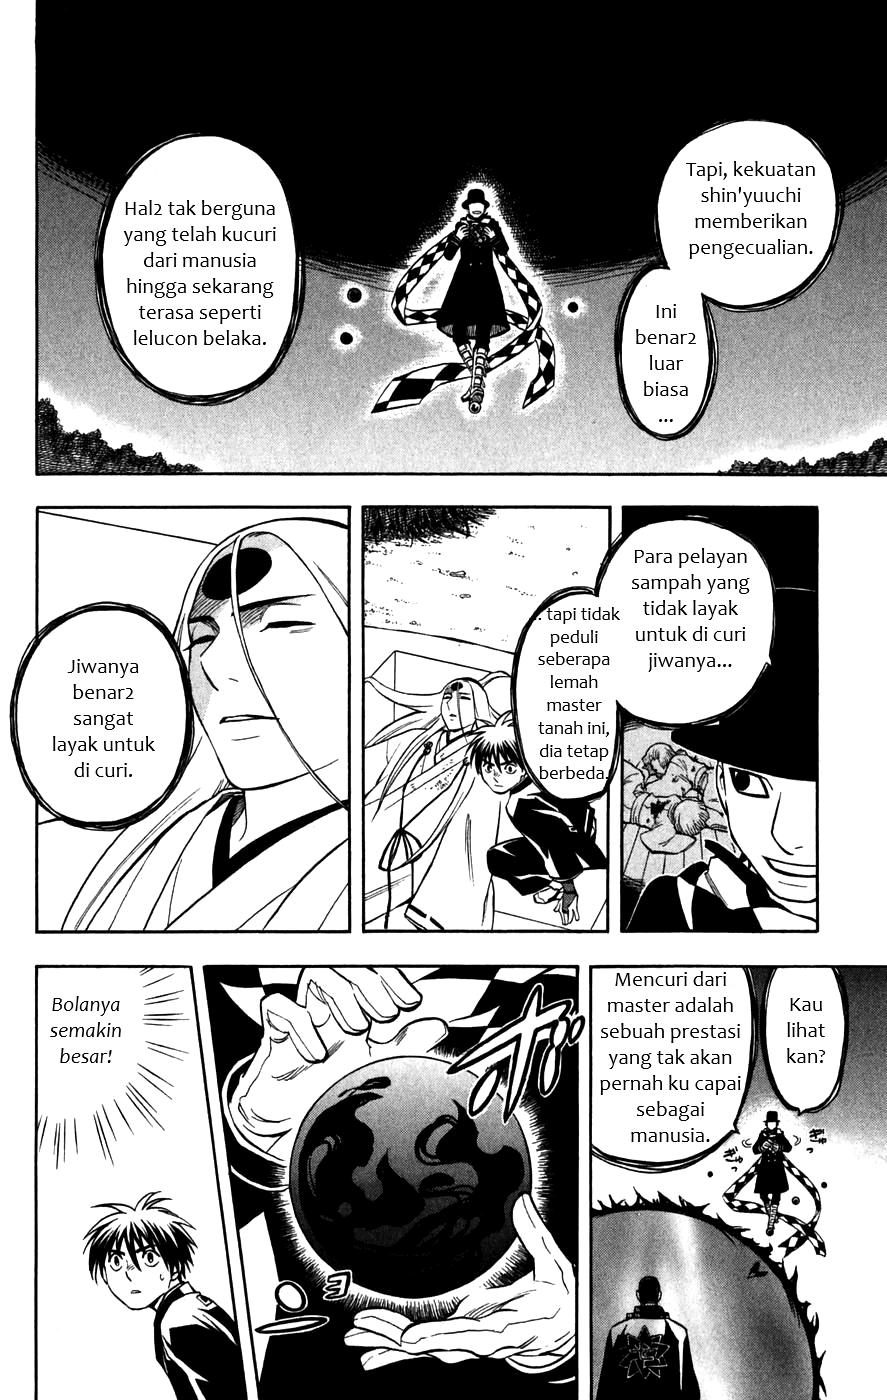 Tapi, kekuatan
shin'yuuchi
memberikan
pengecualian.
Ini
benar2
luar
biasa
...
Hal2 tak berguna
yang telah kucuri
dari manusia
hingga sekarang
terasa seperti
lelucon belaka.
Para pelayan
sampah yang
tidak layak
untuk di curi
jiwanya...
.. tapi tidak
peduli
seberapa
lemah
master
tanah ini,
dia tetap
berbeda.
Jiwanya
benar2
sangat
layak untuk
di curi.
Kau
lihat
kan?
Mencuri dari
master adalah
sebuah prestasi
yang tak akan
pernah ku capai
sebagai
manusia.
Bolanya
semakin
besar!